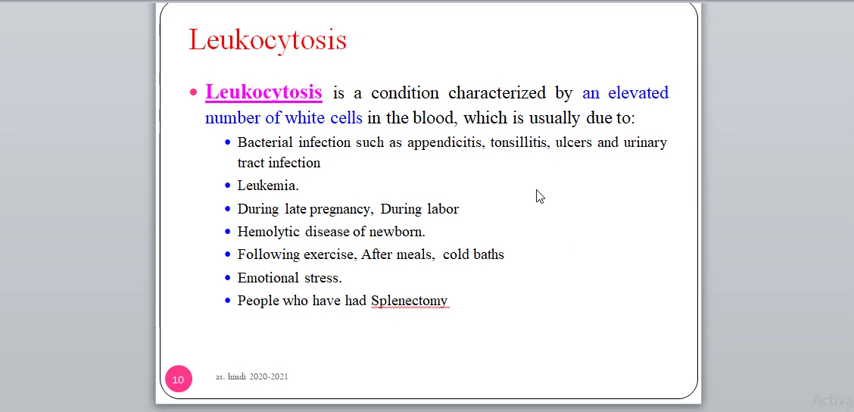 Leukocytosis
• Leukocytosis is a condition characterized by an elevated
number of white cells in the blood, which is usually due to:
• Bacterial infection such as appendicitis, tonsillitis, ulcers and urinary
tract infection
• Leukemia.
• During late pregnancy, During labor
• Hemolytic disease of newborn.
• Following exercise, After meals, cold baths
• Emotional stress.
• People who have had Splenectomy
10
as. hindi 2020-2021
Activa